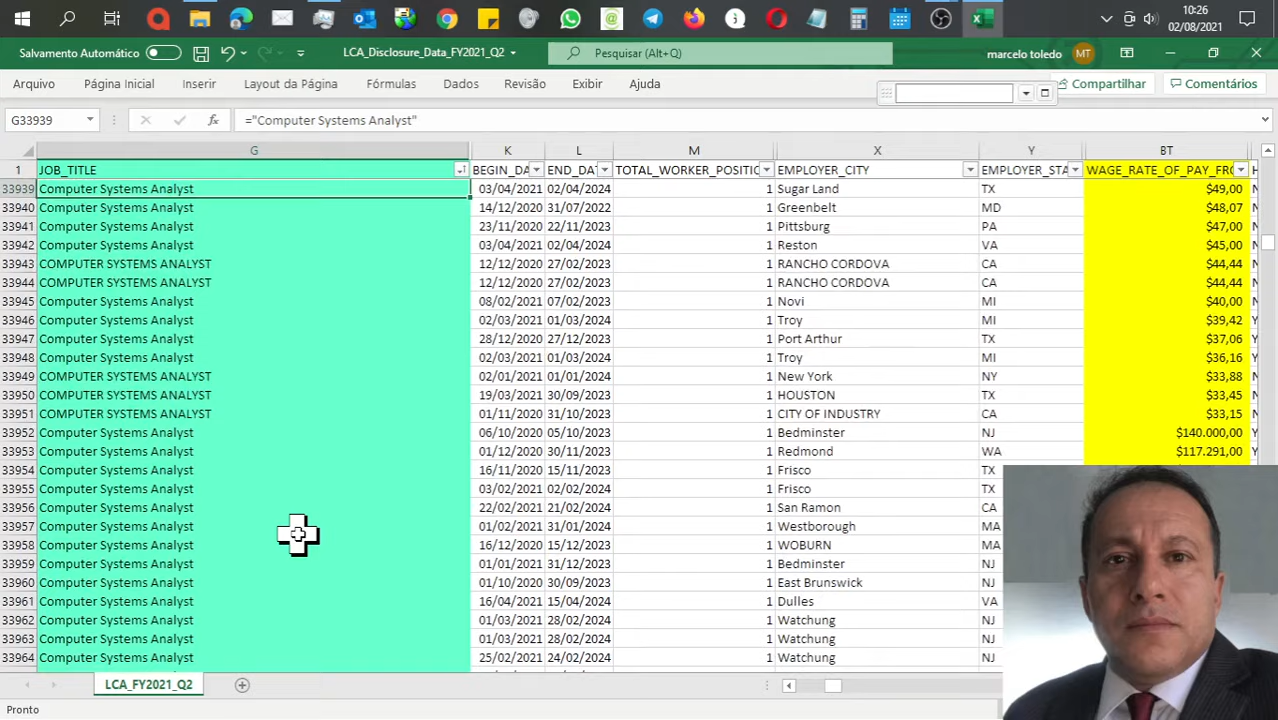 10:26
02/08/2021
Salvamento Automático
LCA_Disclosure_Data_FY2021_Q2
Pesquisar (Alt+Q)
marcelo toledo MT
Arquivo Página Inicial Inserir Layout da Página Fórmulas Dados Revisão Exibir Ajuda Compartilhar Comentários
G33939 fx ="Computer Systems Analyst"
G K L M X Y BT
1 JOB_TITLE BEGIN_DA END_DAT TOTAL_WORKER_POSITIC EMPLOYER_CITY EMPLOYER_STA WAGE_RATE_OF_PAY_FRO H
33939 Computer Systems Analyst 03/04/2021 02/04/2024 1 Sugar Land TX $49,00 N
33940 Computer Systems Analyst 14/12/2020 31/07/2022 1 Greenbelt MD $48,07 N
33941 Computer Systems Analyst 23/11/2020 22/11/2023 1 Pittsburg PA $47,00 N
33942 Computer Systems Analyst 03/04/2021 02/04/2024 1 Reston VA $45,00 N
33943 COMPUTER SYSTEMS ANALYST 12/12/2020 27/02/2023 1 RANCHO CORDOVA CA $44,44 N
33944 COMPUTER SYSTEMS ANALYST 12/12/2020 27/02/2023 1 RANCHO CORDOVA CA $44,44 N
33945 Computer Systems Analyst 08/02/2021 07/02/2023 1 Novi MI $40,00 N
33946 Computer Systems Analyst 02/03/2021 01/03/2024 1 Troy MI $39,42 Y
33947 Computer Systems Analyst 28/12/2020 27/12/2023 1 Port Arthur TX $37,06 Y
33948 Computer Systems Analyst 02/03/2021 01/03/2024 1 Troy MI $36,16 Y
33949 COMPUTER SYSTEMS ANALYST 02/01/2021 01/01/2024 1 New York NY $33,88 N
33950 COMPUTER SYSTEMS ANALYST 19/03/2021 30/09/2023 1 HOUSTON TX $33,45 N
33951 COMPUTER SYSTEMS ANALYST 01/11/2020 31/10/2023 1 CITY OF INDUSTRY CA $33,15 N
33952 Computer Systems Analyst 06/10/2020 05/10/2023 1 Bedminster NJ $140.000,00 Y
33953 Computer Systems Analyst 01/12/2020 30/11/2023 1 Redmond WA $117.291,00 Y
33954 Computer Systems Analyst 16/11/2020 15/11/2023 1 Frisco TX
33955 Computer Systems Analyst 03/02/2021 02/02/2024 1 Frisco TX
33956 Computer Systems Analyst 22/02/2021 21/02/2024 1 San Ramon CA
33957 Computer Systems Analyst 01/02/2021 31/01/2024 1 Westborough MA
33958 Computer Systems Analyst 16/12/2020 15/12/2023 1 WOBURN MA
33959 Computer Systems Analyst 01/01/2021 31/12/2023 1 Bedminster NJ
33960 Computer Systems Analyst 01/10/2020 30/09/2023 1 East Brunswick NJ
33961 Computer Systems Analyst 16/04/2021 15/04/2024 1 Dulles VA
33962 Computer Systems Analyst 01/03/2021 28/02/2024 1 Watchung NJ
33963 Computer Systems Analyst 01/03/2021 28/02/2024 1 Watchung NJ
33964 Computer Systems Analyst 25/02/2021 24/02/2024 1 Watchung NJ
LCA_FY2021_Q2
Pronto